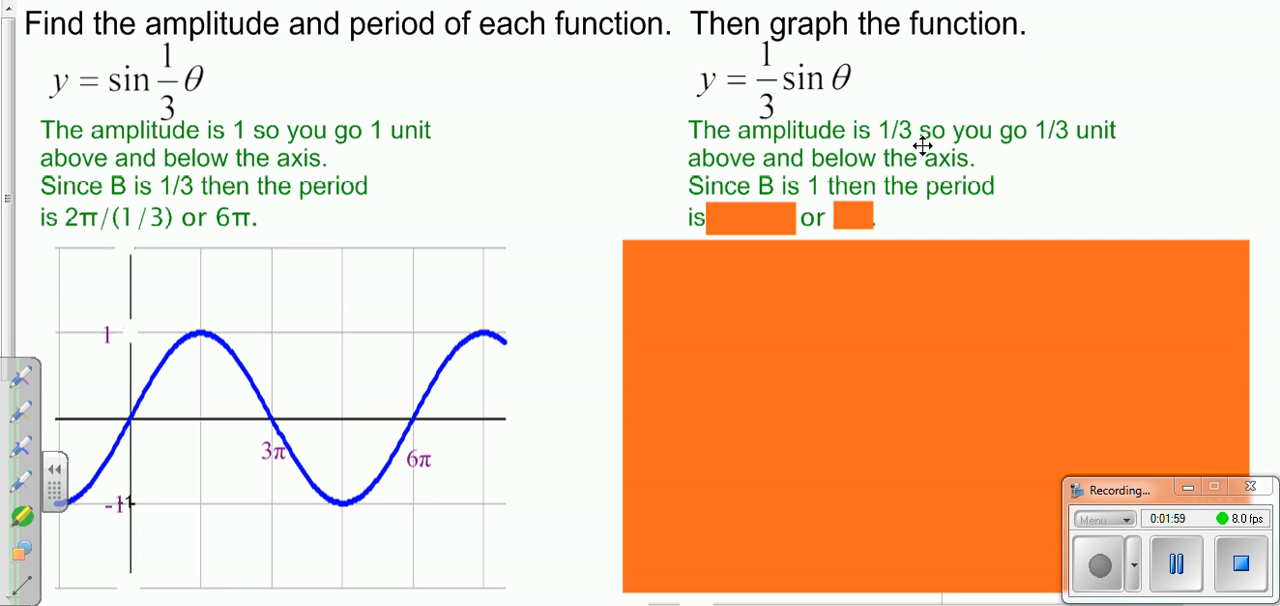 Find the amplitude and period of each function. Then graph the function.
y = sin 1/3 θ
The amplitude is 1 so you go 1 unit
above and below the axis.
Since B is 1/3 then the period
is 2π/(1/3) or 6π.
1
3π
6π
-1
y = 1/3 sin θ
The amplitude is 1/3 so you go 1/3 unit
above and below the axis.
Since B is 1 then the period
is or .
Recording...
Menu 0:01:59 8.0 fps